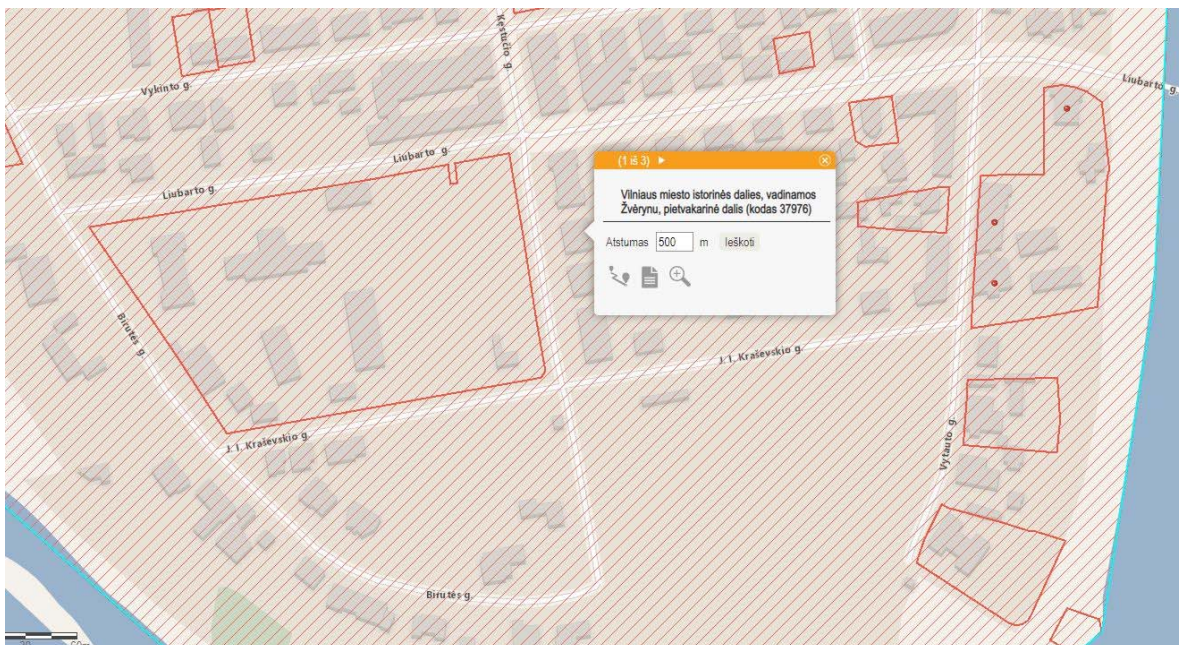 Kęstučio g.
Vykinto g.
Liubarto g.
Liubarto g.
Liubarto g.
(1 iš 3)
Vilniaus miesto istorinės dalies, vadinamos
Žvėrynu, pietvakarinė dalis (kodas 37976)
Atstumas 500 m Ieškoti
Birutės g.
J. I. Kraševskio g.
J. I. Kraševskio g.
Vytauto g.
Birutės g.
60m